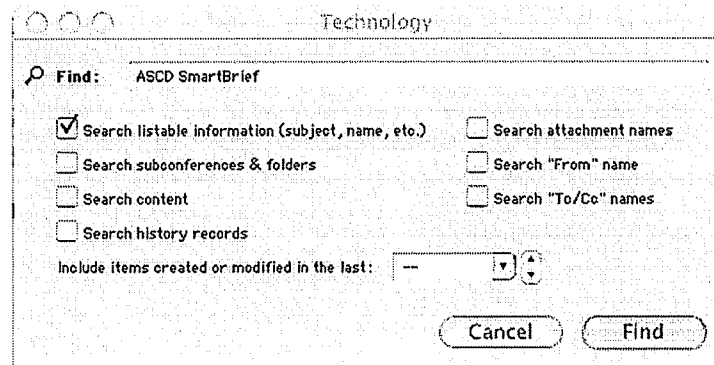 Technology
Find: ASCD SmartBrief
Search listable information (subject, name, etc.) Search attachment names
Search subconferences & folders Search "From" name
Search content Search "To/Cc" names
Search history records
Include items created or modified in the last: --
Cancel Find